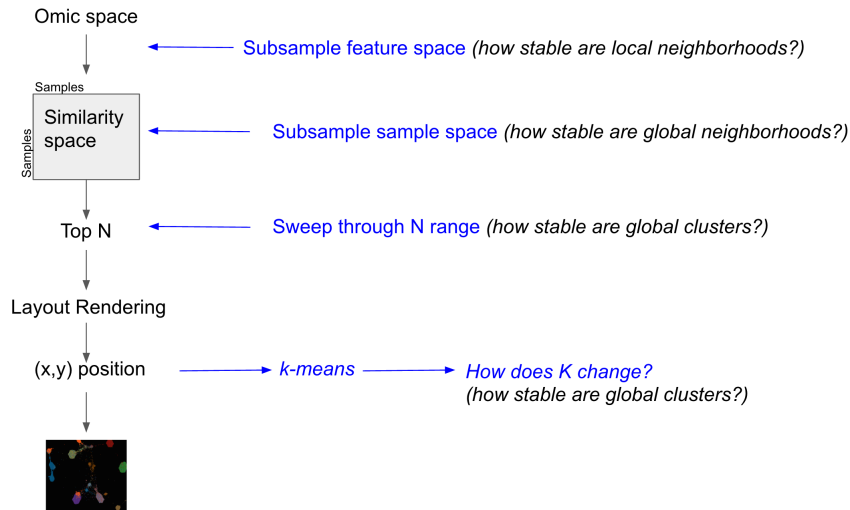 Omic space
Subsample feature space (how stable are local neighborhoods?)
Samples
Samples
Similarity
space
Subsample sample space (how stable are global neighborhoods?)
Top N
Sweep through N range (how stable are global clusters?)
Layout Rendering
(x,y) position
k-means
How does K change?
(how stable are global clusters?)